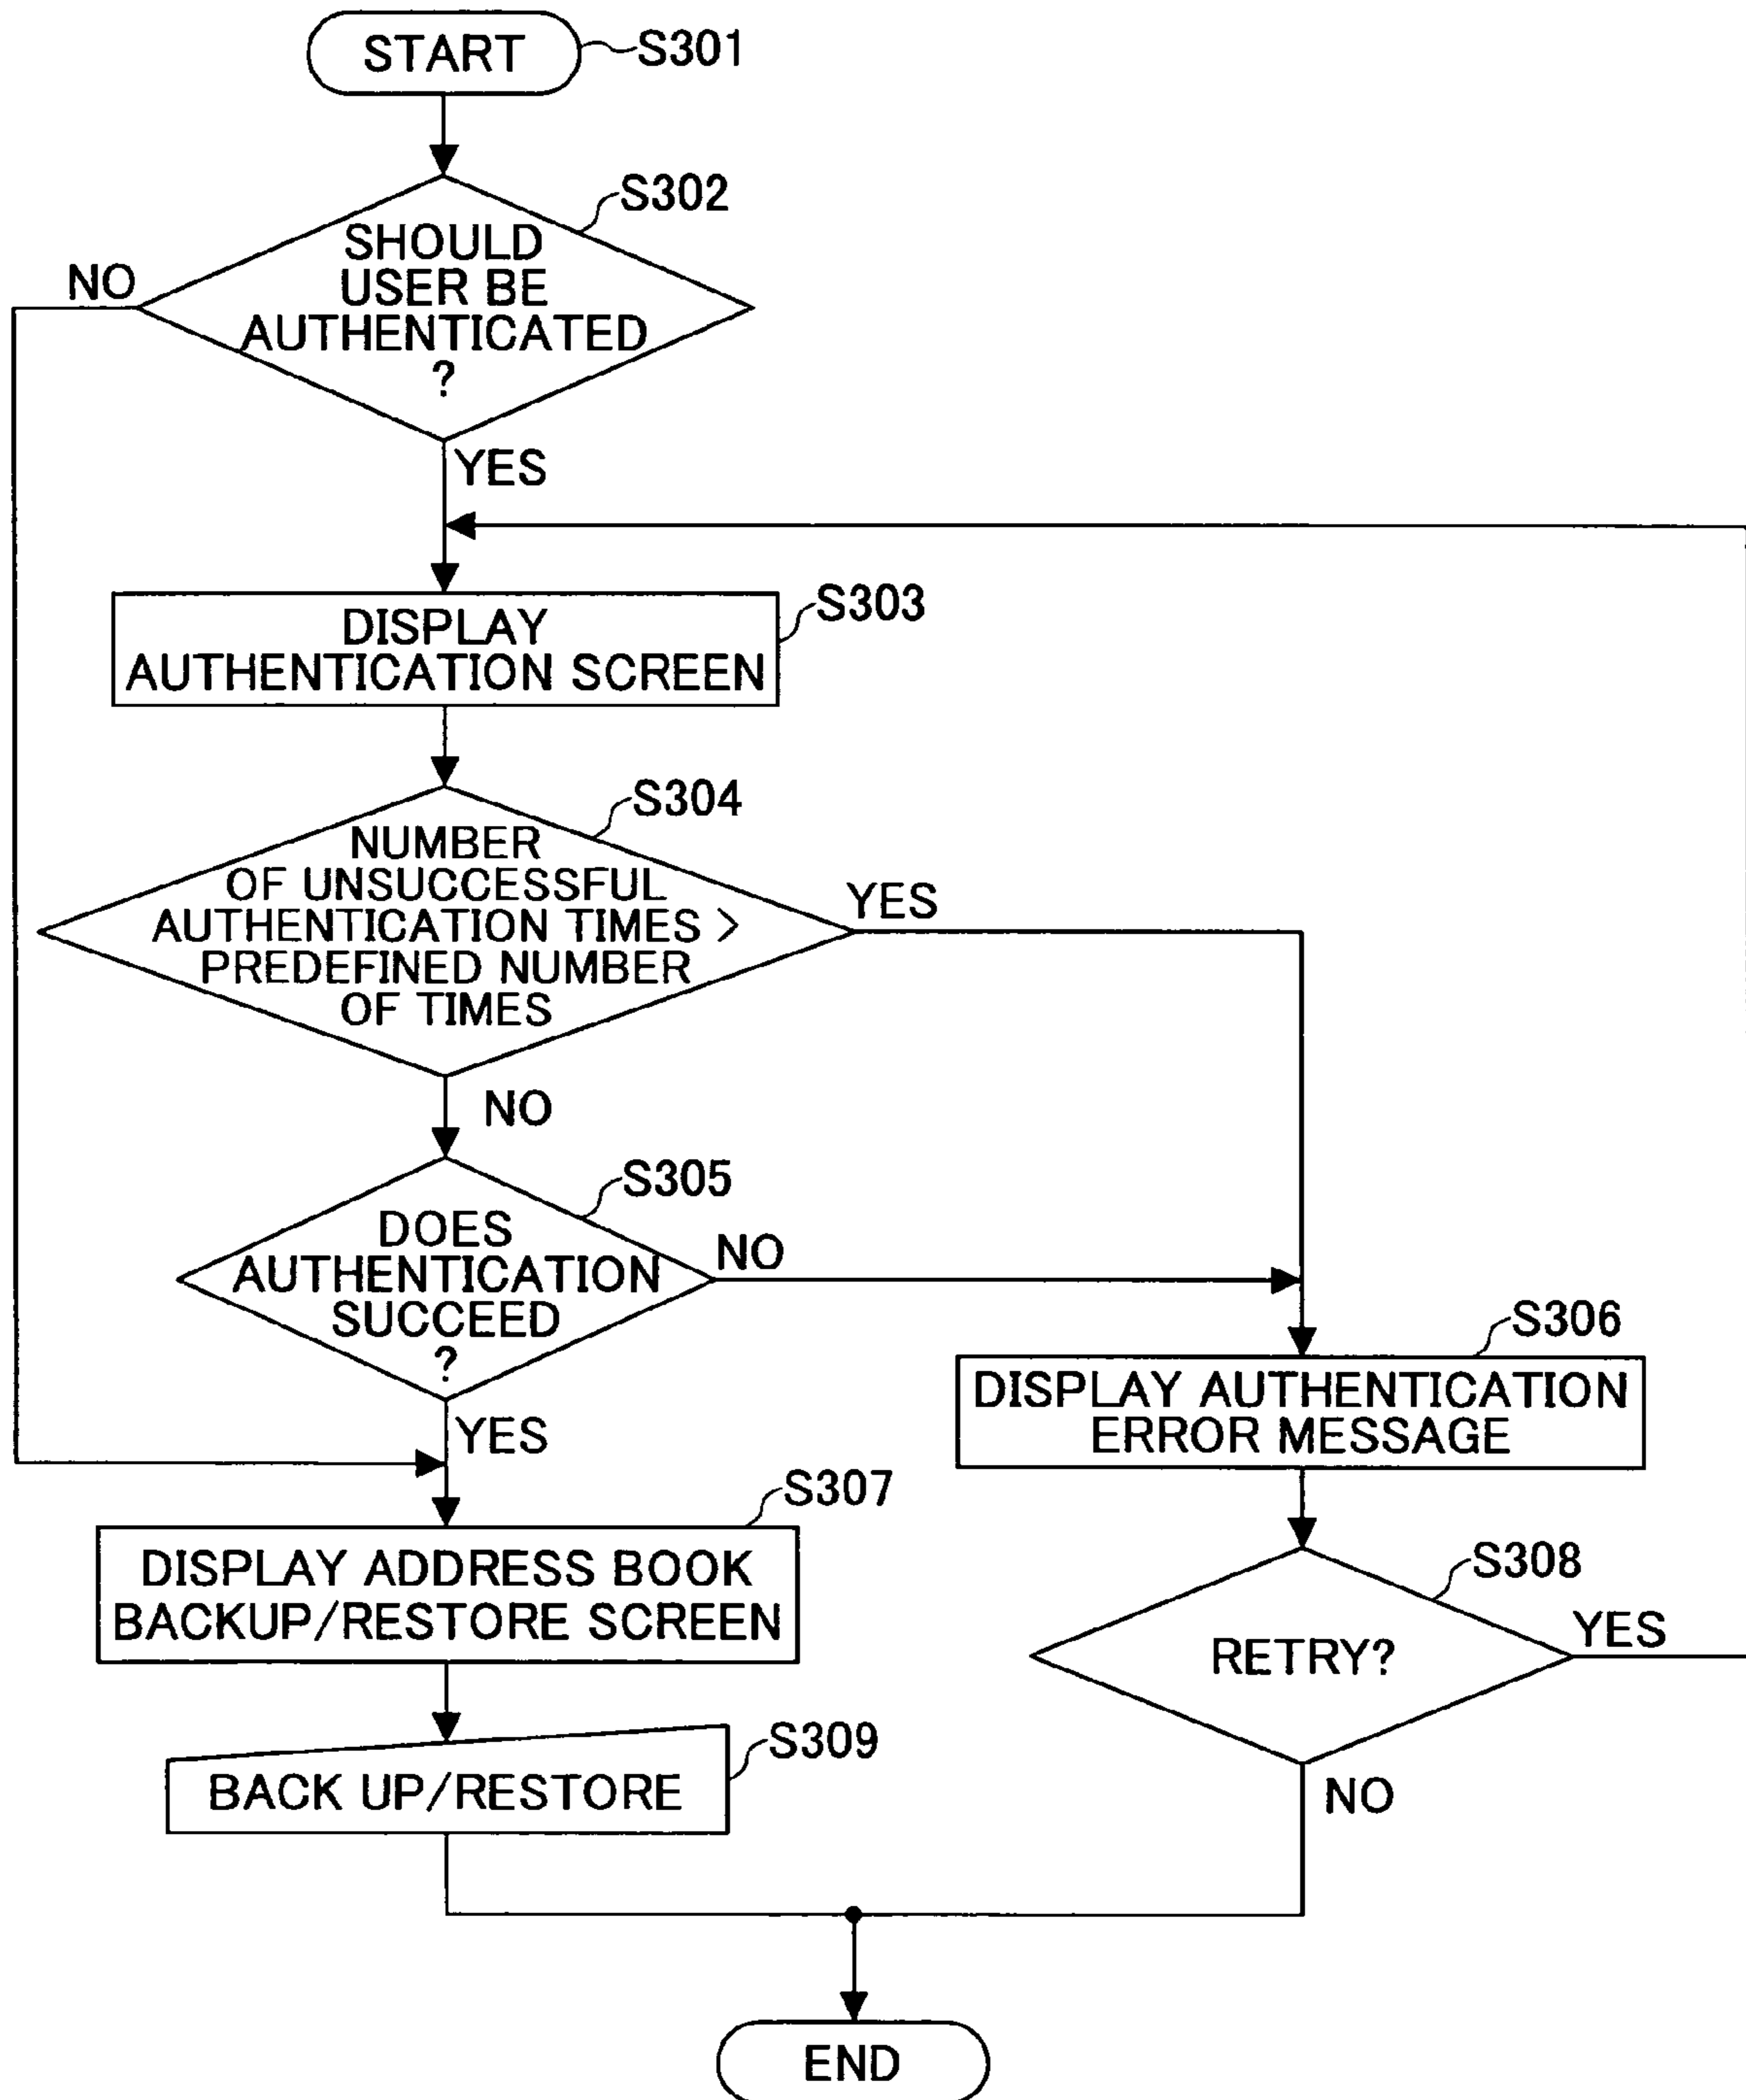 START
S301
S302
SHOULD
USER BE
AUTHENTICATED
?
NO
YES
S303
DISPLAY
AUTHENTICATION SCREEN
S304
NUMBER
OF UNSUCCESSFUL
AUTHENTICATION TIMES >
PREDEFINED NUMBER
OF TIMES
YES
NO
S305
DOES
AUTHENTICATION
SUCCEED
?
NO
YES
S306
DISPLAY AUTHENTICATION
ERROR MESSAGE
S307
DISPLAY ADDRESS BOOK
BACKUP/RESTORE SCREEN
S308
RETRY?
YES
NO
S309
BACK UP/RESTORE
END